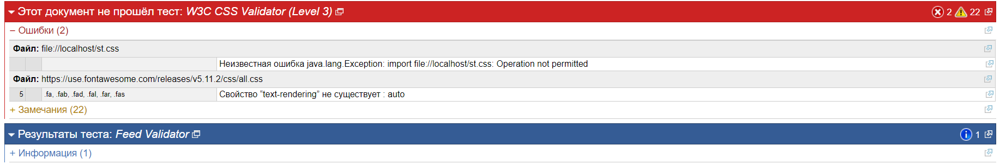 Этот документ не прошёл тест: W3C CSS Validator (Level 3) 2 22
− Ошибки (2)
Файл: file://localhost/st.css
Неизвестная ошибка java.lang.Exception: import file://localhost/st.css: Operation not permitted
Файл: https://use.fontawesome.com/releases/v5.11.2/css/all.css
5 .fa, .fab, .fad, .fal, .far, .fas Свойство “text-rendering” не существует : auto
+ Замечания (22)
Результаты теста: Feed Validator 1
+ Информация (1)